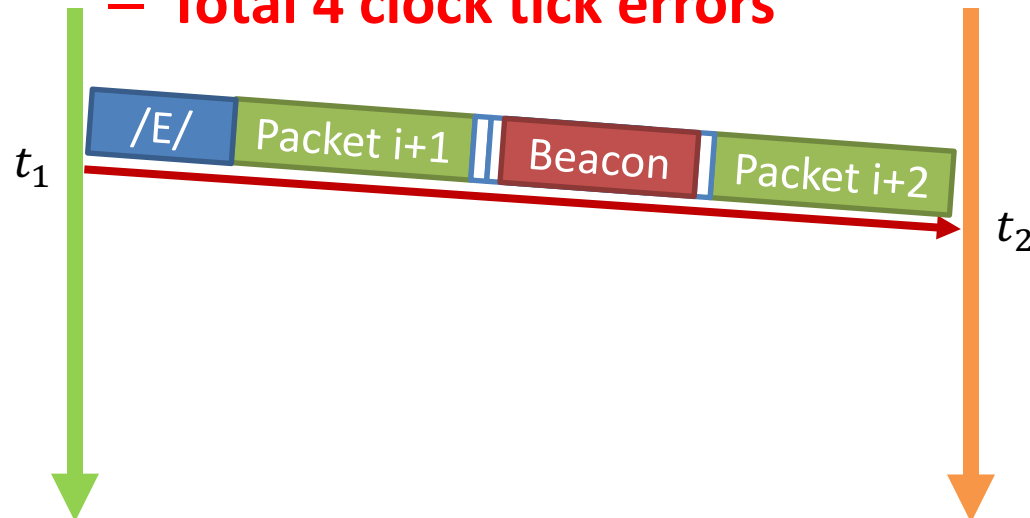 – Total 4 clock tick errors
/E/ Packet i+1 Beacon Packet i+2
t₁
t₂